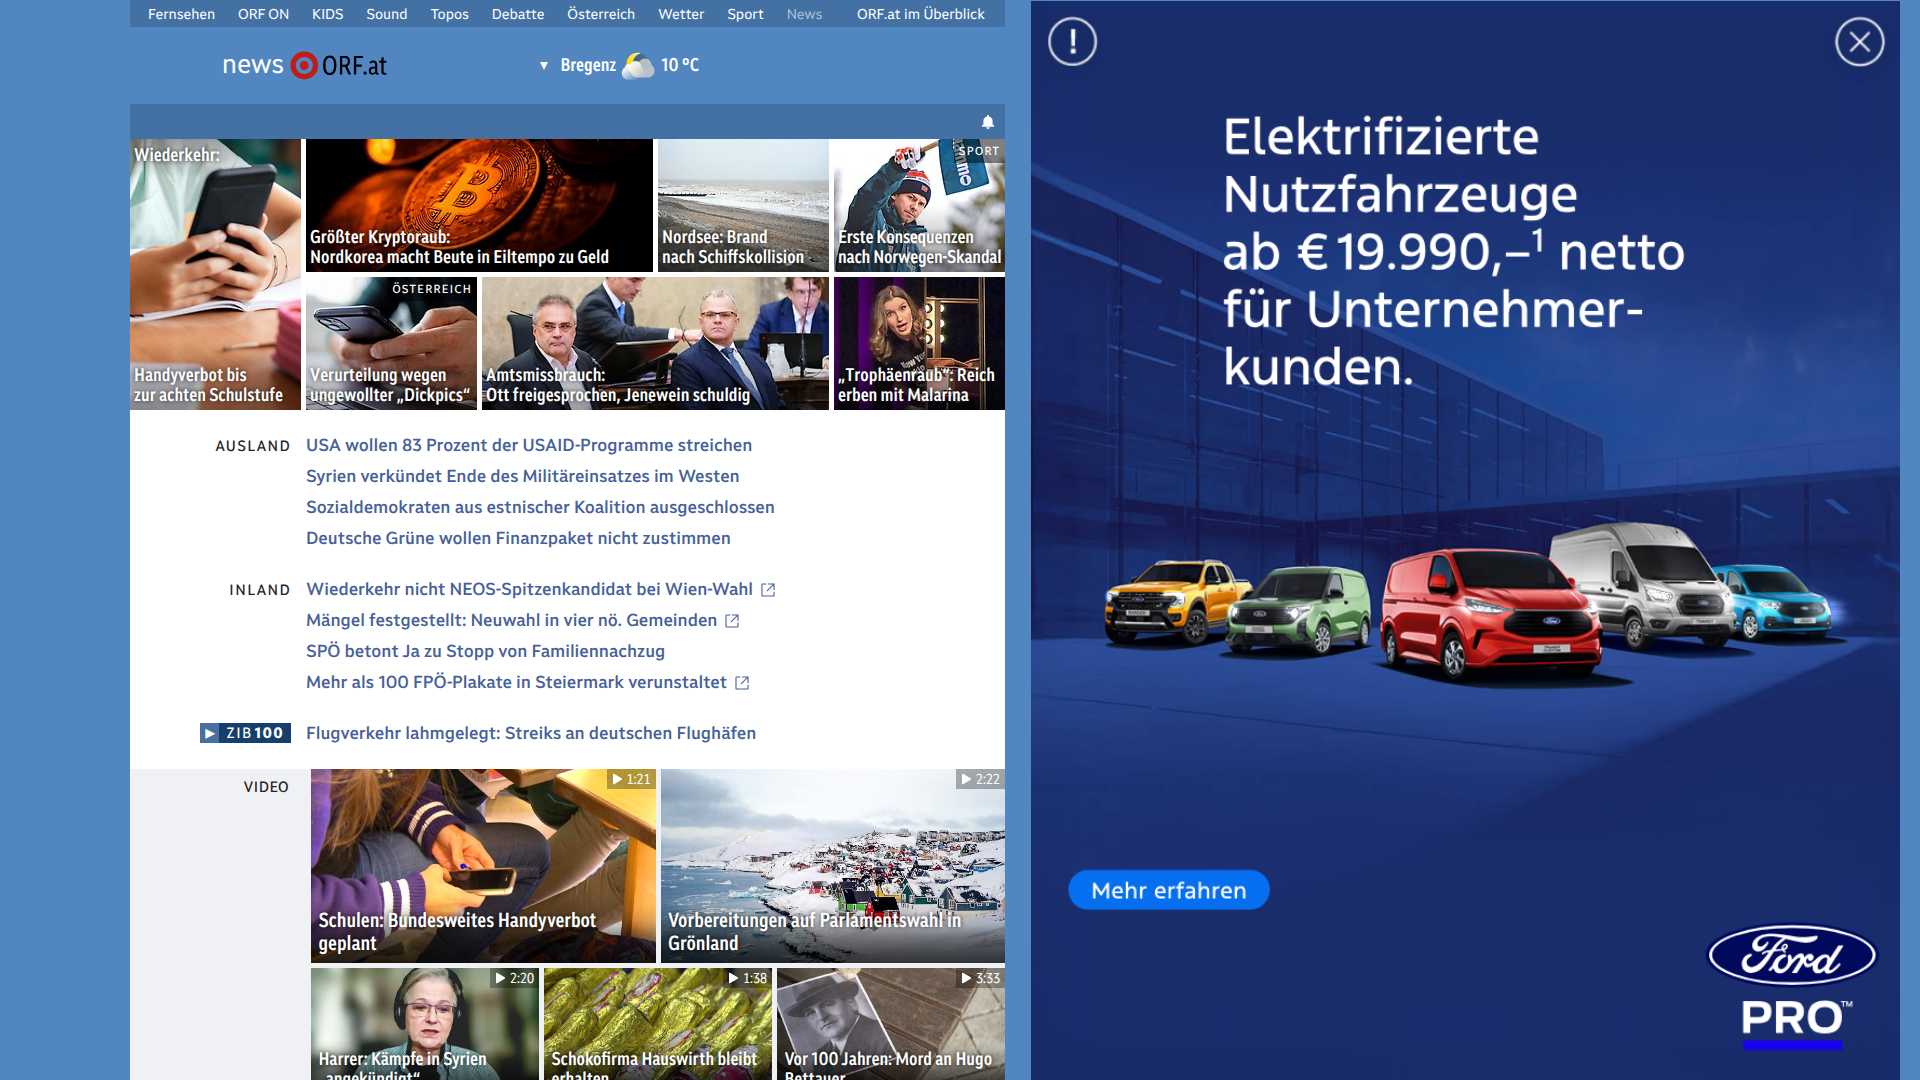 Fernsehen ORF ON KIDS Sound Topos Debatte Österreich Wetter Sport News ORF.at im Überblick
news ORF.at
Bregenz 10 °C
Wiederkehr:
Handyverbot bis
zur achten Schulstufe
Größter Kryptoraub:
Nordkorea macht Beute in Eiltempo zu Geld
Nordsee: Brand
nach Schiffskollision
SPORT
Erste Konsequenzen
nach Norwegen-Skandal
ÖSTERREICH
Verurteilung wegen
ungewollter „Dickpics“
Amtsmissbrauch:
Ott freigesprochen, Jenewein schuldig
„Trophäenraub“: Reich
erben mit Malarina
AUSLAND
USA wollen 83 Prozent der USAID-Programme streichen
Syrien verkündet Ende des Militäreinsatzes im Westen
Sozialdemokraten aus estnischer Koalition ausgeschlossen
Deutsche Grüne wollen Finanzpaket nicht zustimmen
INLAND
Wiederkehr nicht NEOS-Spitzenkandidat bei Wien-Wahl
Mängel festgestellt: Neuwahl in vier nö. Gemeinden
SPÖ betont Ja zu Stopp von Familiennachzug
Mehr als 100 FPÖ-Plakate in Steiermark verunstaltet
ZIB100
Flugverkehr lahmgelegt: Streiks an deutschen Flughäfen
VIDEO
1:21
Schulen: Bundesweites Handyverbot
geplant
2:22
Vorbereitungen auf Parlamentswahl in
Grönland
2:20
Harrer: Kämpfe in Syrien
„angekündigt“
1:38
Schokofirma Hauswirth bleibt
erhalten
3:33
Vor 100 Jahren: Mord an Hugo
Bettauer
Elektrifizierte
Nutzfahrzeuge
ab € 19.990,–¹ netto
für Unternehmer-
kunden.
Mehr erfahren
Ford
PRO™